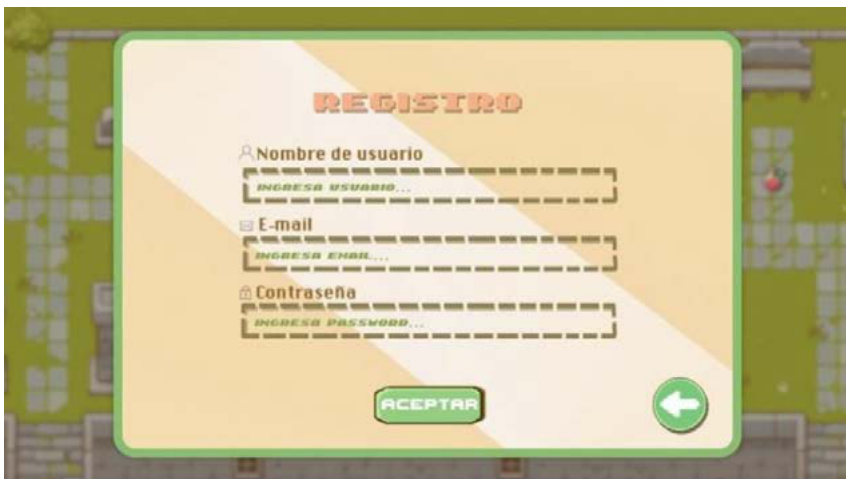 REGISTRO
Nombre de usuario
INGRESA USUARIO...
E-mail
INGRESA EMAIL...
Contraseña
INGRESA PASSWORD...
ACEPTAR